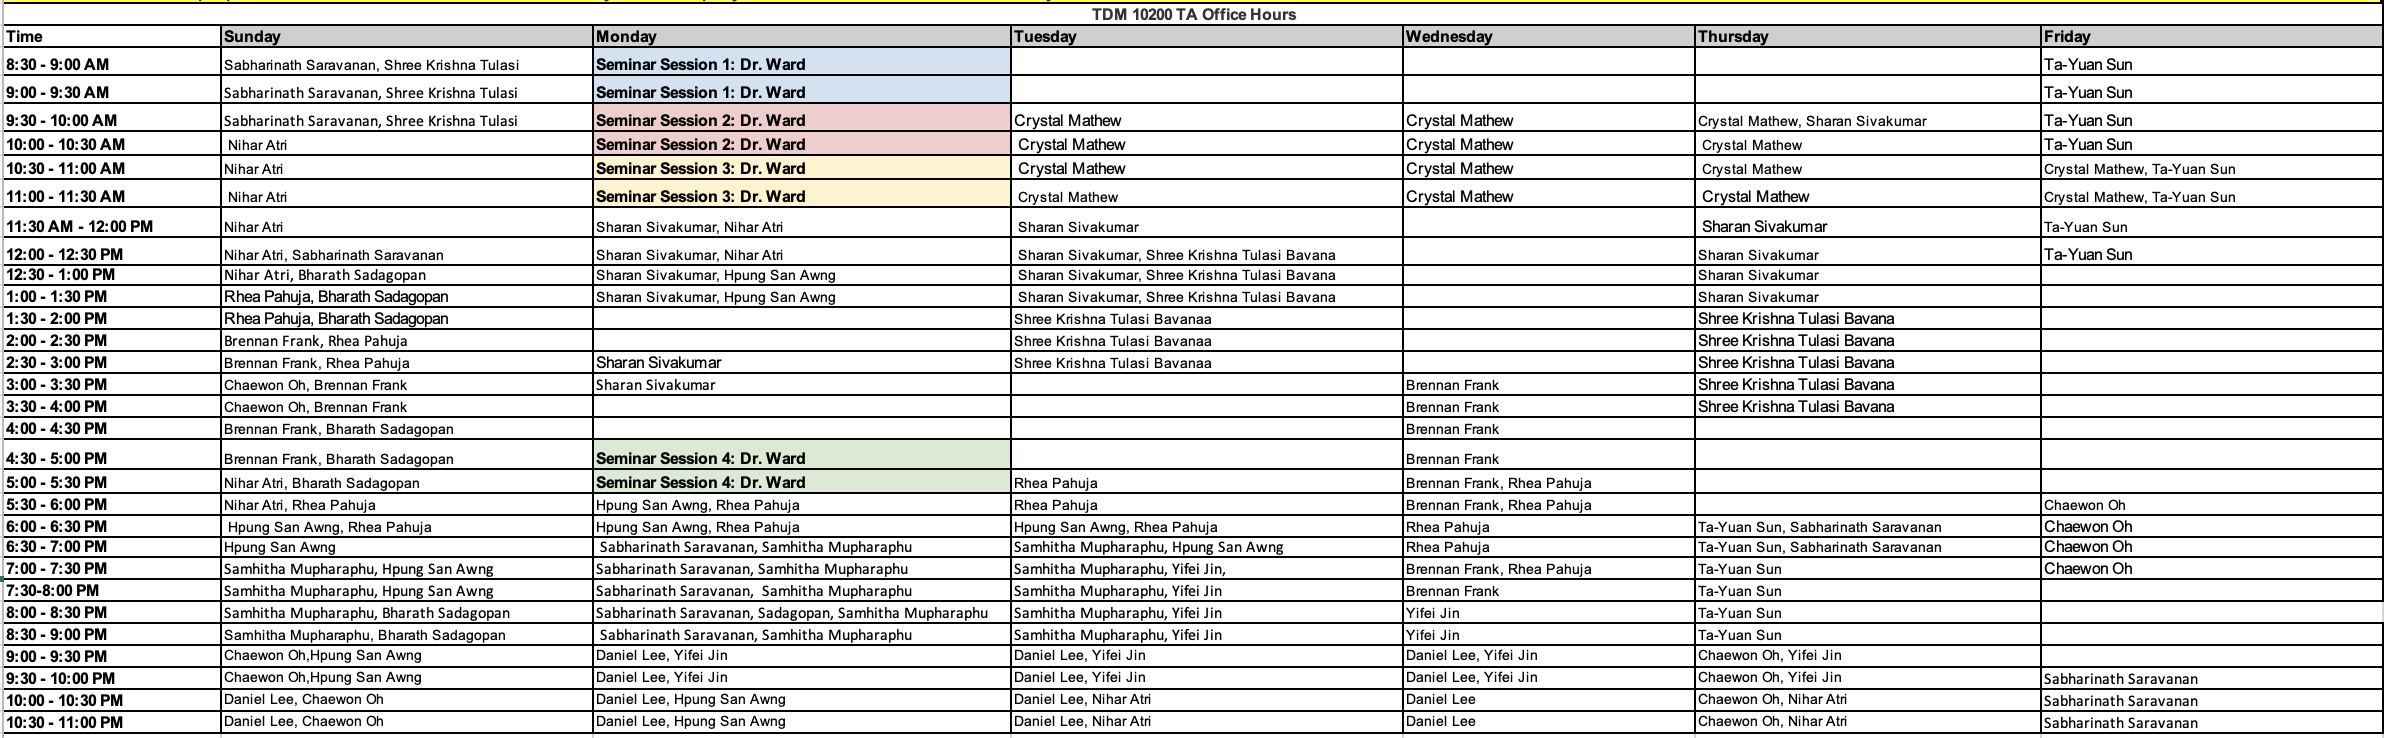 TDM 10200 TA Office Hours
Time Sunday Monday Tuesday Wednesday Thursday Friday
8:30 - 9:00 AM Sabharinath Saravanan, Shree Krishna Tulasi Seminar Session 1: Dr. Ward Ta-Yuan Sun
9:00 - 9:30 AM Sabharinath Saravanan, Shree Krishna Tulasi Seminar Session 1: Dr. Ward Ta-Yuan Sun
9:30 - 10:00 AM Sabharinath Saravanan, Shree Krishna Tulasi Seminar Session 2: Dr. Ward Crystal Mathew Crystal Mathew Crystal Mathew, Sharan Sivakumar Ta-Yuan Sun
10:00 - 10:30 AM Nihar Atri Seminar Session 2: Dr. Ward Crystal Mathew Crystal Mathew Crystal Mathew Ta-Yuan Sun
10:30 - 11:00 AM Nihar Atri Seminar Session 3: Dr. Ward Crystal Mathew Crystal Mathew Crystal Mathew Crystal Mathew, Ta-Yuan Sun
11:00 - 11:30 AM Nihar Atri Seminar Session 3: Dr. Ward Crystal Mathew Crystal Mathew Crystal Mathew Crystal Mathew, Ta-Yuan Sun
11:30 AM - 12:00 PM Nihar Atri Sharan Sivakumar, Nihar Atri Sharan Sivakumar Sharan Sivakumar Ta-Yuan Sun
12:00 - 12:30 PM Nihar Atri, Sabharinath Saravanan Sharan Sivakumar, Nihar Atri Sharan Sivakumar, Shree Krishna Tulasi Bavana Sharan Sivakumar Ta-Yuan Sun
12:30 - 1:00 PM Nihar Atri, Bharath Sadagopan Sharan Sivakumar, Hpung San Awng Sharan Sivakumar, Shree Krishna Tulasi Bavana Sharan Sivakumar
1:00 - 1:30 PM Rhea Pahuja, Bharath Sadagopan Sharan Sivakumar, Hpung San Awng Sharan Sivakumar, Shree Krishna Tulasi Bavana Sharan Sivakumar
1:30 - 2:00 PM Rhea Pahuja, Bharath Sadagopan Shree Krishna Tulasi Bavanaa Shree Krishna Tulasi Bavana
2:00 - 2:30 PM Brennan Frank, Rhea Pahuja Shree Krishna Tulasi Bavanaa Shree Krishna Tulasi Bavana
2:30 - 3:00 PM Brennan Frank, Rhea Pahuja Sharan Sivakumar Shree Krishna Tulasi Bavanaa Shree Krishna Tulasi Bavana
3:00 - 3:30 PM Chaewon Oh, Brennan Frank Sharan Sivakumar Brennan Frank Shree Krishna Tulasi Bavana
3:30 - 4:00 PM Chaewon Oh, Brennan Frank Brennan Frank Shree Krishna Tulasi Bavana
4:00 - 4:30 PM Brennan Frank, Bharath Sadagopan Brennan Frank
4:30 - 5:00 PM Brennan Frank, Bharath Sadagopan Seminar Session 4: Dr. Ward Brennan Frank
5:00 - 5:30 PM Nihar Atri, Bharath Sadagopan Seminar Session 4: Dr. Ward Rhea Pahuja Brennan Frank, Rhea Pahuja
5:30 - 6:00 PM Nihar Atri, Rhea Pahuja Hpung San Awng, Rhea Pahuja Rhea Pahuja Brennan Frank, Rhea Pahuja Chaewon Oh
6:00 - 6:30 PM Hpung San Awng, Rhea Pahuja Hpung San Awng, Rhea Pahuja Hpung San Awng, Rhea Pahuja Rhea Pahuja Ta-Yuan Sun, Sabharinath Saravanan Chaewon Oh
6:30 - 7:00 PM Hpung San Awng Sabharinath Saravanan, Samhitha Mupharaphu Samhitha Mupharaphu, Hpung San Awng Rhea Pahuja Ta-Yuan Sun, Sabharinath Saravanan Chaewon Oh
7:00 - 7:30 PM Samhitha Mupharaphu, Hpung San Awng Sabharinath Saravanan, Samhitha Mupharaphu Samhitha Mupharaphu, Yifei Jin, Brennan Frank, Rhea Pahuja Ta-Yuan Sun Chaewon Oh
7:30-8:00 PM Samhitha Mupharaphu, Hpung San Awng Sabharinath Saravanan, Samhitha Mupharaphu Samhitha Mupharaphu, Yifei Jin Brennan Frank Ta-Yuan Sun
8:00 - 8:30 PM Samhitha Mupharaphu, Bharath Sadagopan Sabharinath Saravanan, Sadagopan, Samhitha Mupharaphu Samhitha Mupharaphu, Yifei Jin Yifei Jin Ta-Yuan Sun
8:30 - 9:00 PM Samhitha Mupharaphu, Bharath Sadagopan Sabharinath Saravanan, Samhitha Mupharaphu Samhitha Mupharaphu, Yifei Jin Yifei Jin Ta-Yuan Sun
9:00 - 9:30 PM Chaewon Oh,Hpung San Awng Daniel Lee, Yifei Jin Daniel Lee, Yifei Jin Daniel Lee, Yifei Jin Chaewon Oh, Yifei Jin
9:30 - 10:00 PM Chaewon Oh,Hpung San Awng Daniel Lee, Yifei Jin Daniel Lee, Yifei Jin Daniel Lee, Yifei Jin Chaewon Oh, Yifei Jin Sabharinath Saravanan
10:00 - 10:30 PM Daniel Lee, Chaewon Oh Daniel Lee, Hpung San Awng Daniel Lee, Nihar Atri Daniel Lee Chaewon Oh, Nihar Atri Sabharinath Saravanan
10:30 - 11:00 PM Daniel Lee, Chaewon Oh Daniel Lee, Hpung San Awng Daniel Lee, Nihar Atri Daniel Lee Chaewon Oh, Nihar Atri Sabharinath Saravanan